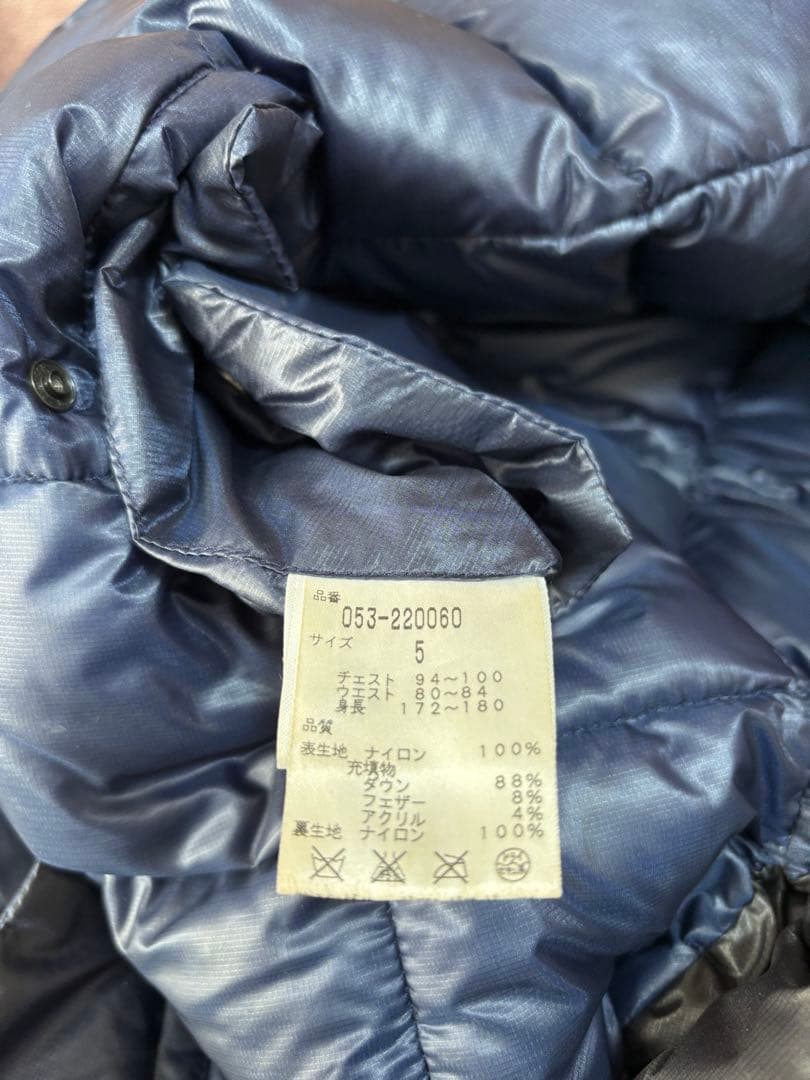 品番
053-220060
サイズ
5
チェスト 94～100
ウエスト 80～84
身長 172～180
品質
表生地 ナイロン 100%
充填物
ダウン 88%
フェザー 8%
アクリル 4%
裏生地 ナイロン 100%
ドライ